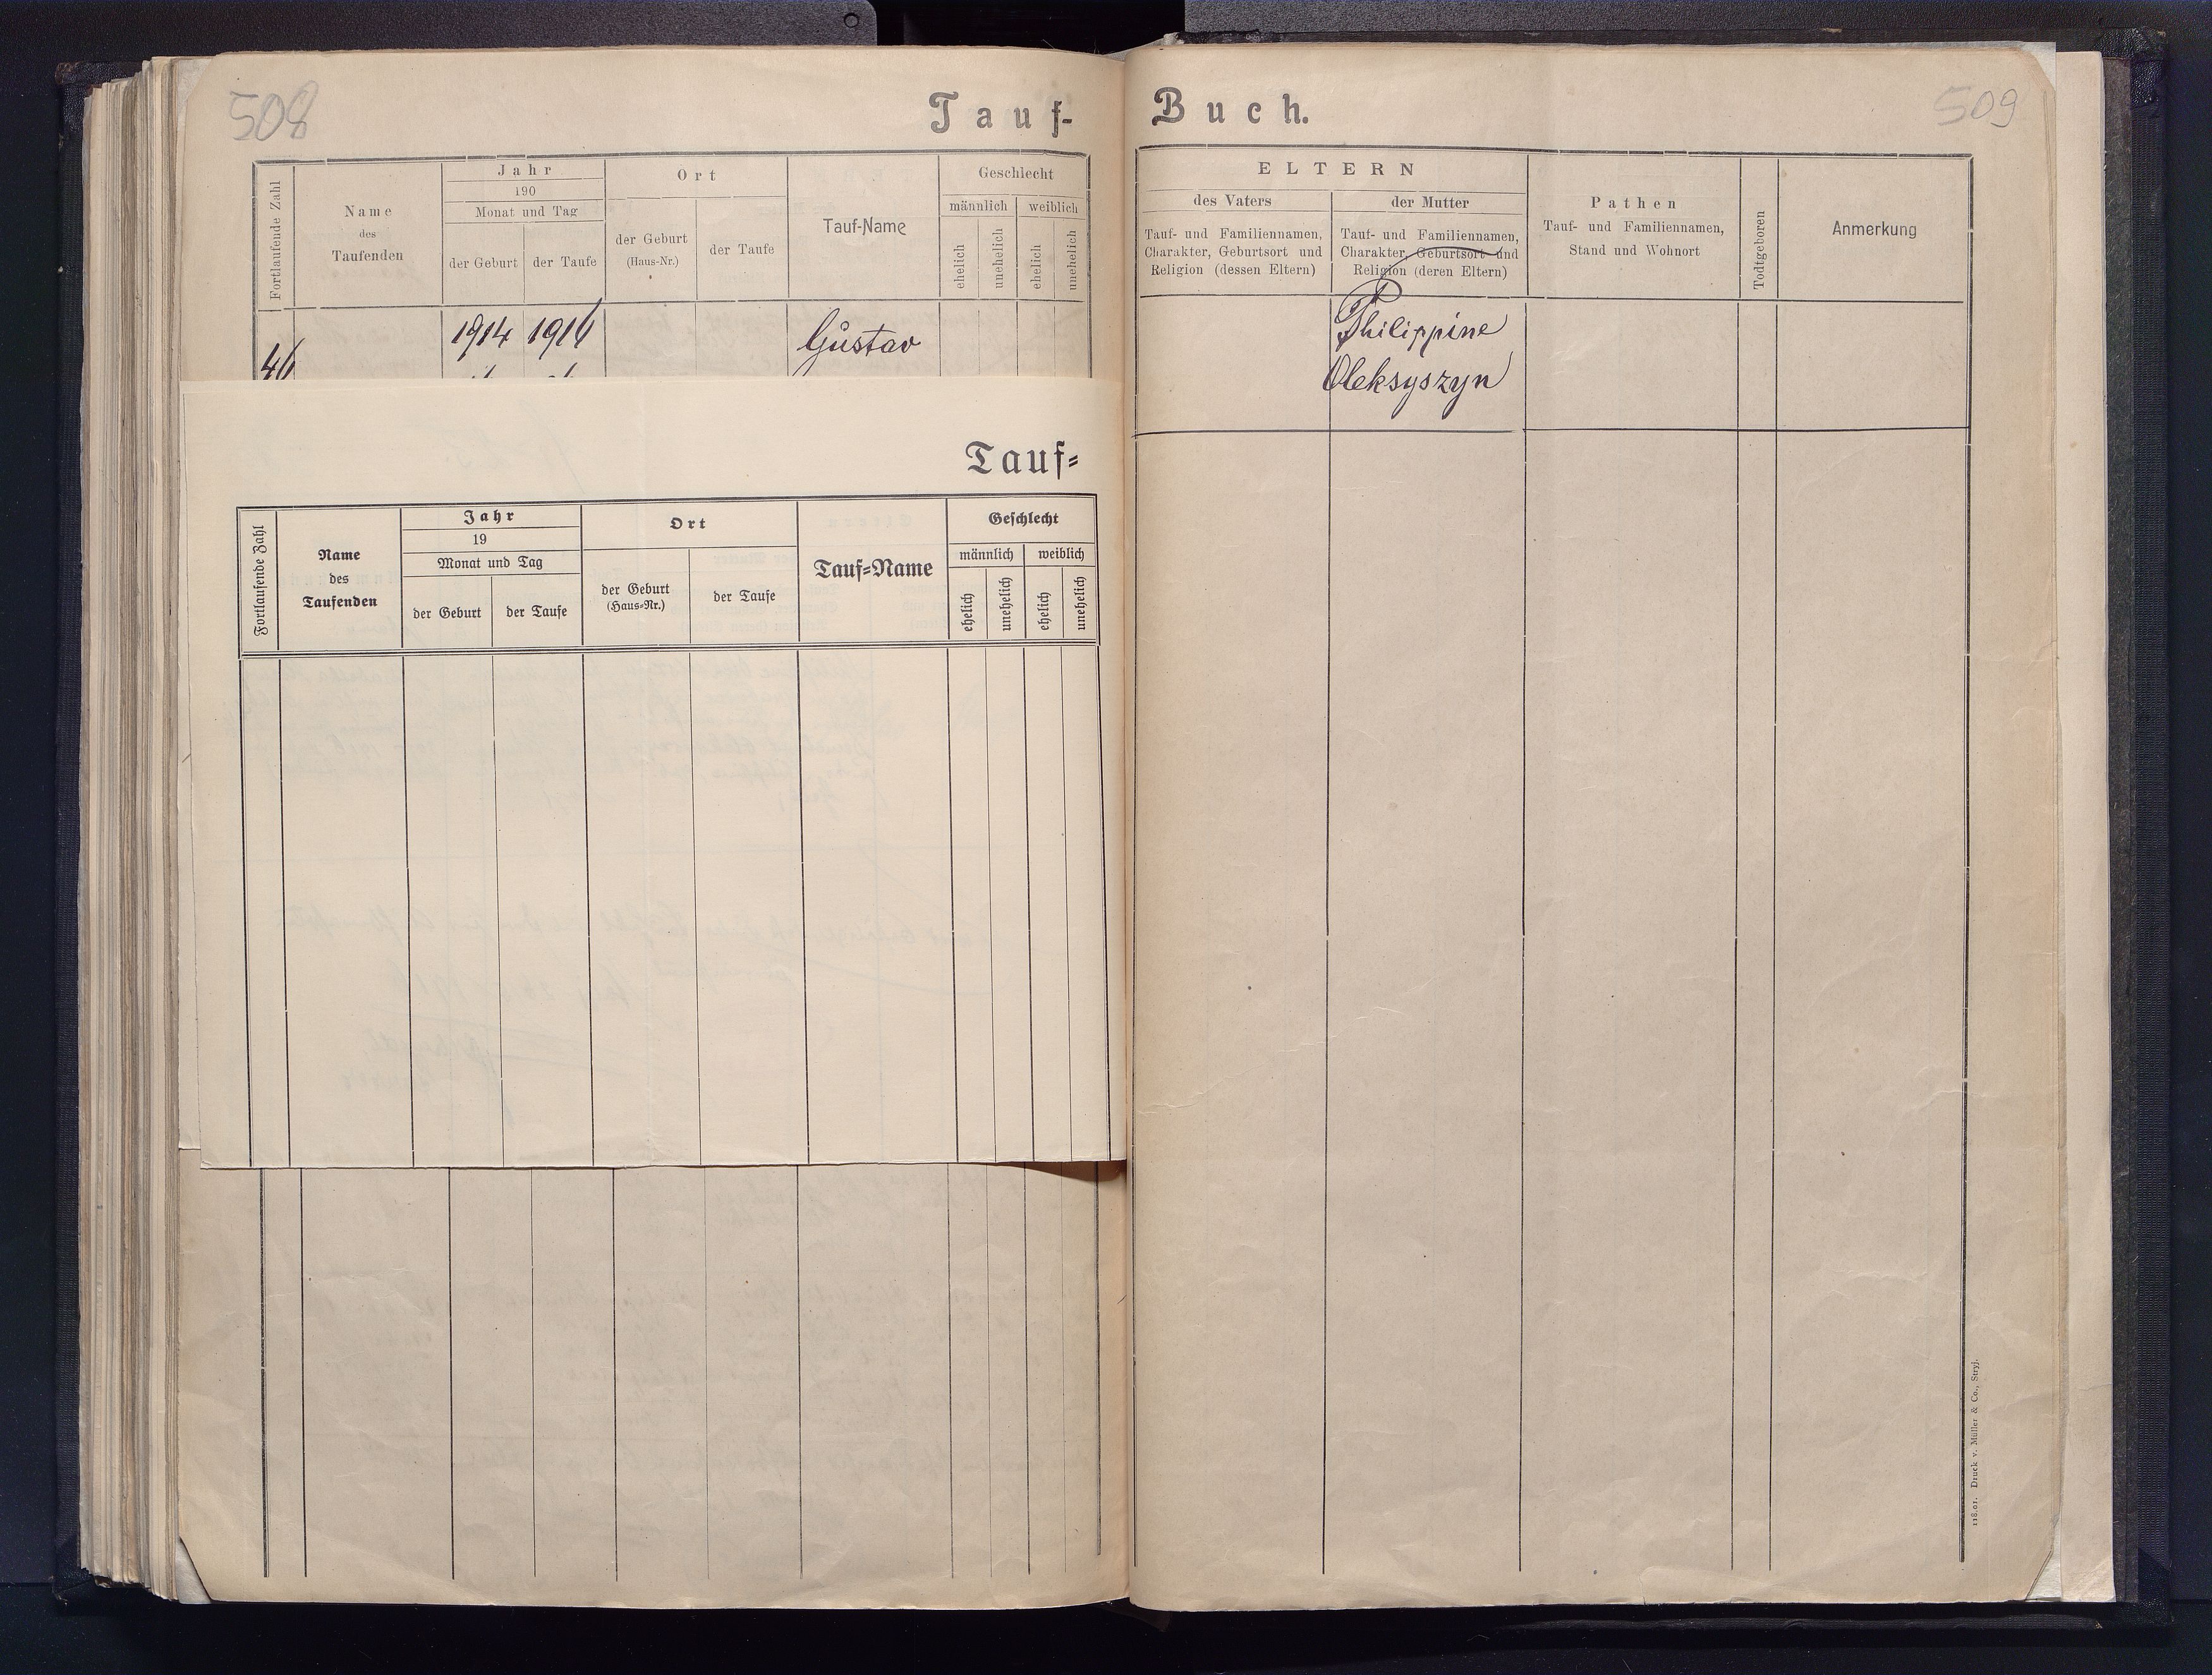 508
Tauf-
Fortlaufende Zahl
Name
des
Taufenden
Jahr
190
Monat und Tag
der Geburt
der Taufe
Ort
der Geburt
(Haus-Nr.)
der Taufe
Tauf-Name
Geschlecht
männlich
weiblich
ehelich
unehelich
ehelich
unehelich
46
1914
1916
Gustav
Tauf=
Fortlaufende Zahl
Name
des
Taufenden
Jahr
19
Monat und Tag
der Geburt
der Taufe
Ort
der Geburt
(Haus=Nr.)
der Taufe
Tauf=Name
Geschlecht
männlich
weiblich
ehelich
unehelich
ehelich
unehelich
Buch.
509
ELTERN
des Vaters
Tauf- und Familiennamen,
Charakter, Geburtsort und
Religion (dessen Eltern)
der Mutter
Tauf- und Familiennamen,
Charakter, Geburtsort und
Religion (deren Eltern)
Pathen
Tauf- und Familiennamen,
Stand und Wohnort
Todtgeboren
Anmerkung
Philippine
Oleksyszyn
118.01. Druck v. Müller & Co., Stryj.